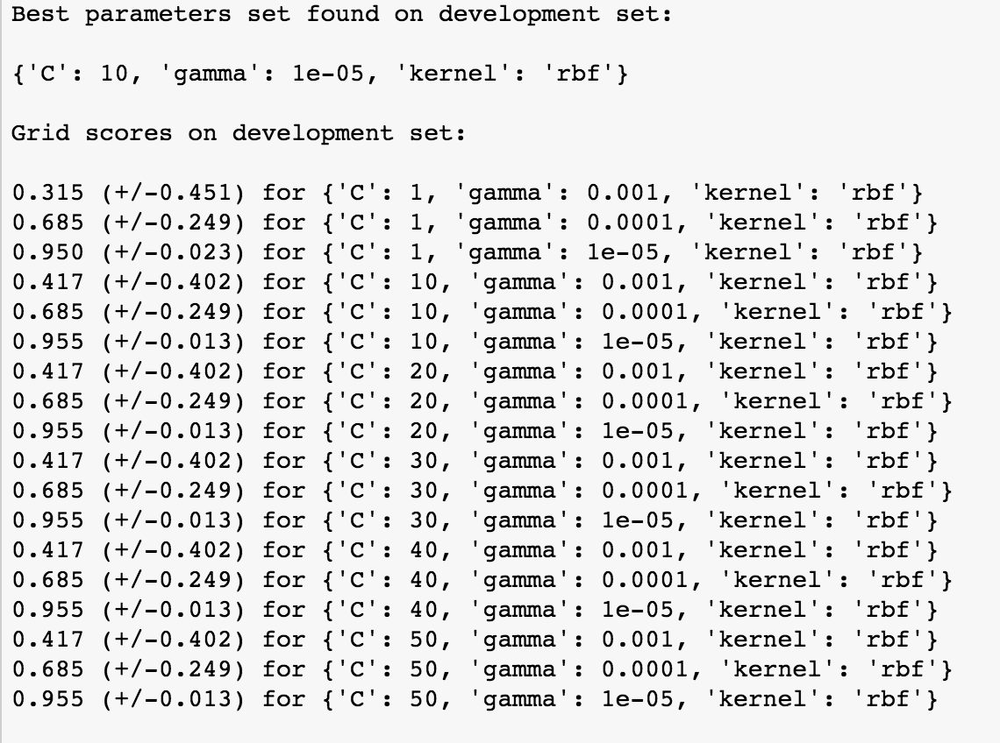 Best parameters set found on development set:
{'C': 10, 'gamma': 1e-05, 'kernel': 'rbf'}
Grid scores on development set:
0.315 (+/-0.451) for {'C': 1, 'gamma': 0.001, 'kernel': 'rbf'}
0.685 (+/-0.249) for {'C': 1, 'gamma': 0.0001, 'kernel': 'rbf'}
0.950 (+/-0.023) for {'C': 1, 'gamma': 1e-05, 'kernel': 'rbf'}
0.417 (+/-0.402) for {'C': 10, 'gamma': 0.001, 'kernel': 'rbf'}
0.685 (+/-0.249) for {'C': 10, 'gamma': 0.0001, 'kernel': 'rbf'}
0.955 (+/-0.013) for {'C': 10, 'gamma': 1e-05, 'kernel': 'rbf'}
0.417 (+/-0.402) for {'C': 20, 'gamma': 0.001, 'kernel': 'rbf'}
0.685 (+/-0.249) for {'C': 20, 'gamma': 0.0001, 'kernel': 'rbf'}
0.955 (+/-0.013) for {'C': 20, 'gamma': 1e-05, 'kernel': 'rbf'}
0.417 (+/-0.402) for {'C': 30, 'gamma': 0.001, 'kernel': 'rbf'}
0.685 (+/-0.249) for {'C': 30, 'gamma': 0.0001, 'kernel': 'rbf'}
0.955 (+/-0.013) for {'C': 30, 'gamma': 1e-05, 'kernel': 'rbf'}
0.417 (+/-0.402) for {'C': 40, 'gamma': 0.001, 'kernel': 'rbf'}
0.685 (+/-0.249) for {'C': 40, 'gamma': 0.0001, 'kernel': 'rbf'}
0.955 (+/-0.013) for {'C': 40, 'gamma': 1e-05, 'kernel': 'rbf'}
0.417 (+/-0.402) for {'C': 50, 'gamma': 0.001, 'kernel': 'rbf'}
0.685 (+/-0.249) for {'C': 50, 'gamma': 0.0001, 'kernel': 'rbf'}
0.955 (+/-0.013) for {'C': 50, 'gamma': 1e-05, 'kernel': 'rbf'}